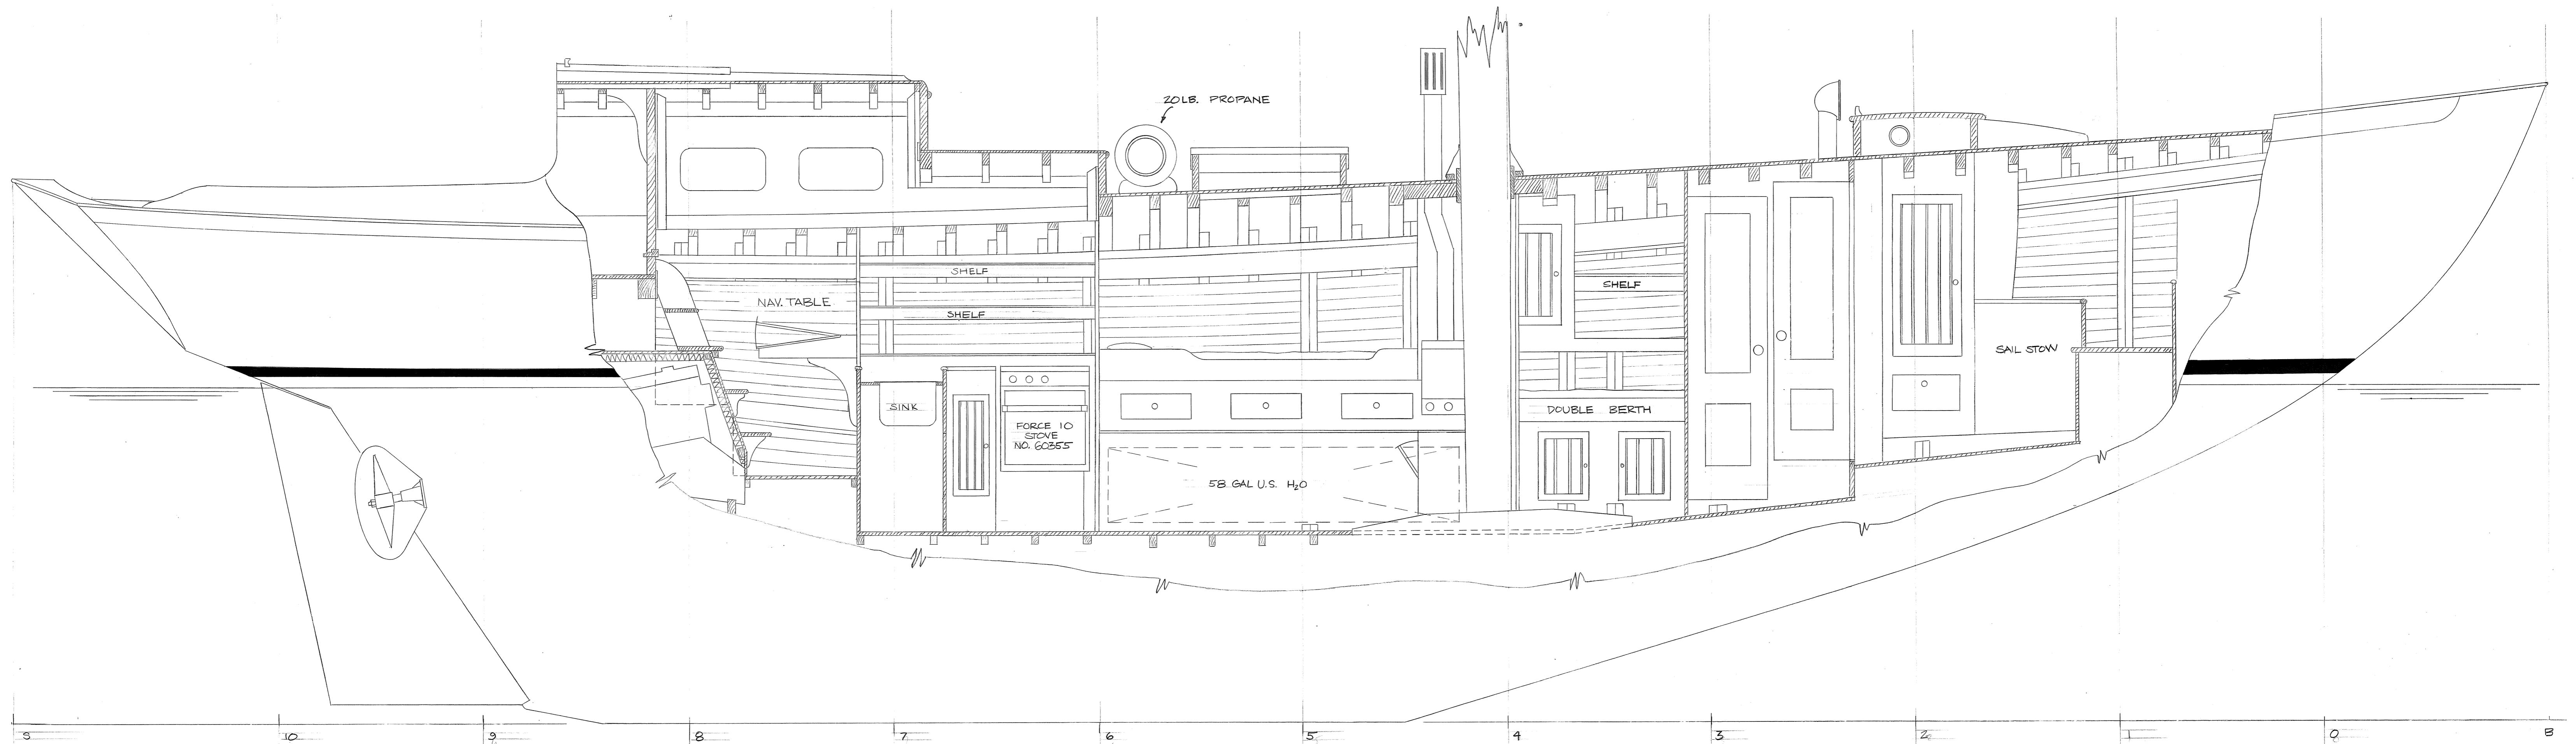 20LB. PROPANE
SHELF
NAV. TABLE
SHELF
SHELF
SAIL STOW
SINK
DOUBLE BERTH
FORCE 10
STOVE
NO. 60355
58 GAL U.S. H₂O
S 10 9 8 7 6 5 4 3 2 1 0 B